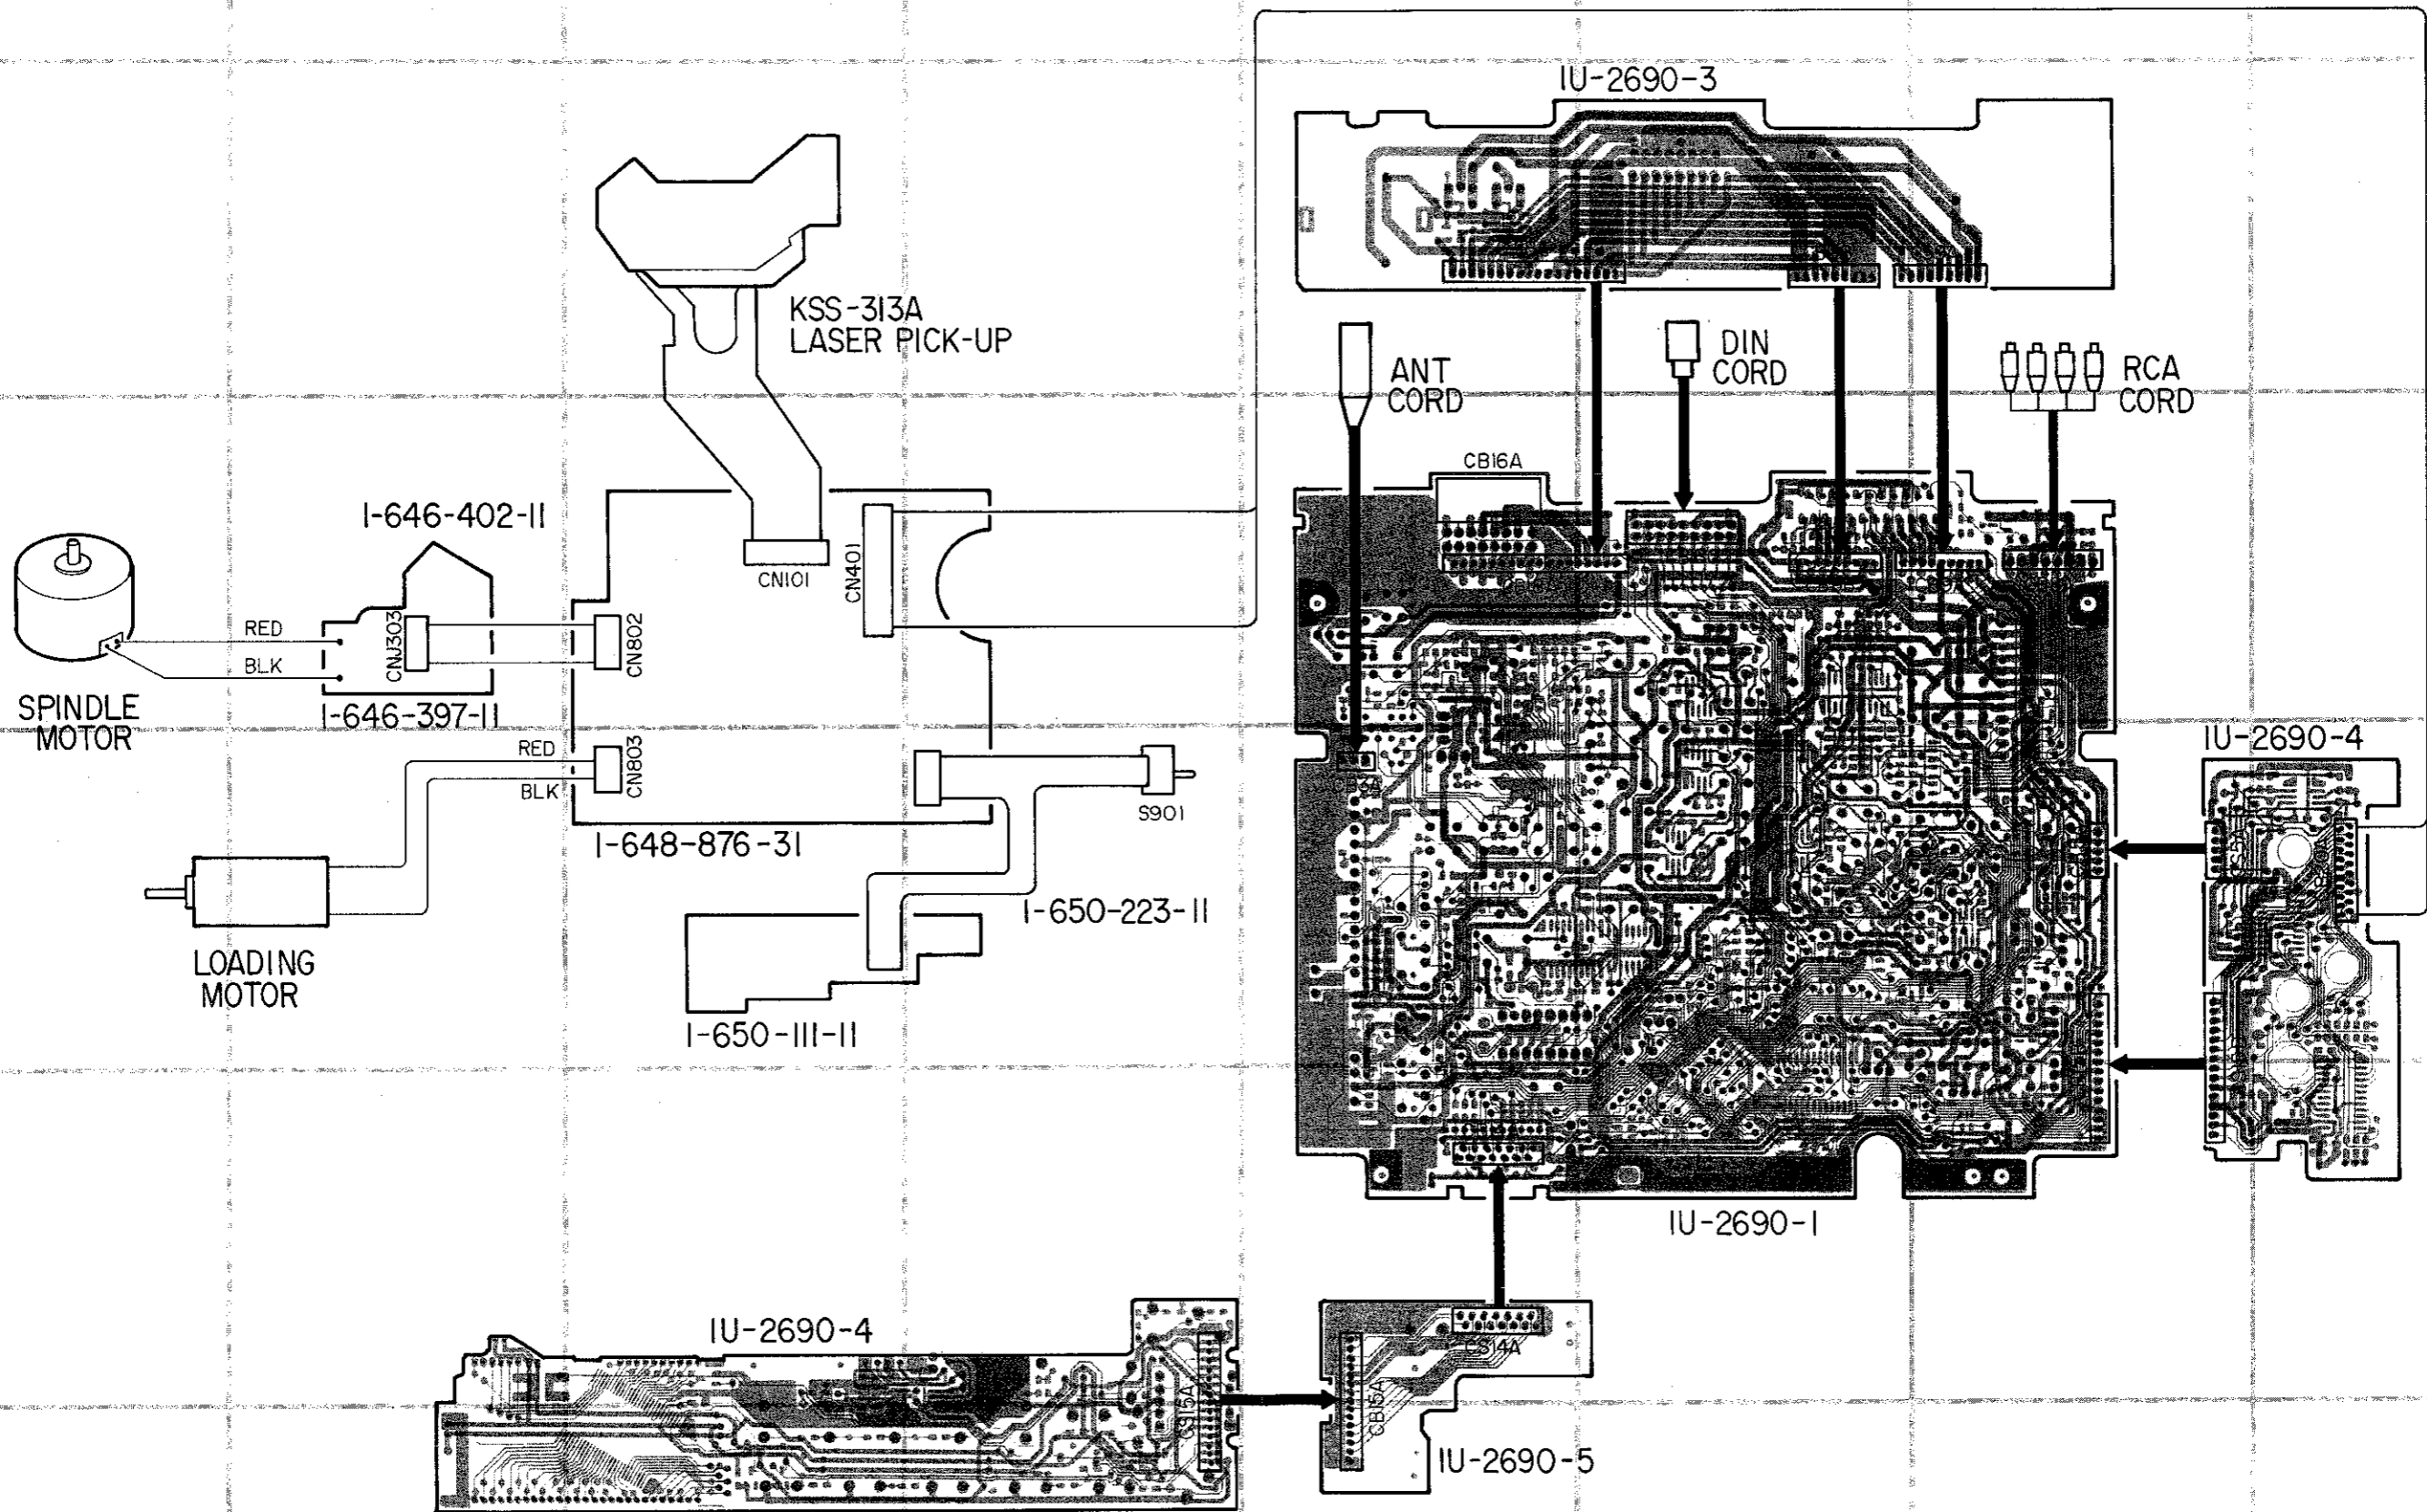 IU-2690-3
KSS-313A
LASER PICK-UP
ANT
CORD
DIN
CORD
RCA
CORD
CB16A
1-646-402-11
CN101
CN401
RED
BLK
CNJ303
CN802
SPINDLE
MOTOR
1-646-397-11
RED
BLK
CN803
S901
1-648-876-31
IU-2690-4
LOADING
MOTOR
1-650-223-11
1-650-111-11
IU-2690-1
IU-2690-4
CS15A
CS14A
CB15A
IU-2690-5